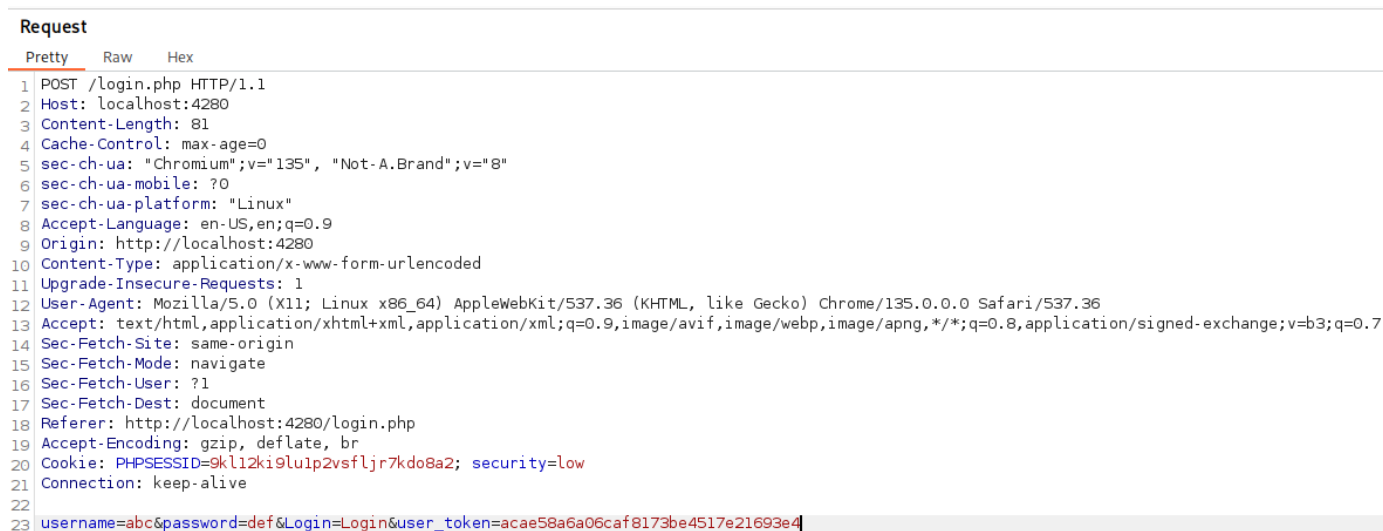 Request
Pretty Raw Hex
1 POST /login.php HTTP/1.1
2 Host: localhost:4280
3 Content-Length: 81
4 Cache-Control: max-age=0
5 sec-ch-ua: "Chromium";v="135", "Not-A.Brand";v="8"
6 sec-ch-ua-mobile: ?0
7 sec-ch-ua-platform: "Linux"
8 Accept-Language: en-US,en;q=0.9
9 Origin: http://localhost:4280
10 Content-Type: application/x-www-form-urlencoded
11 Upgrade-Insecure-Requests: 1
12 User-Agent: Mozilla/5.0 (X11; Linux x86_64) AppleWebKit/537.36 (KHTML, like Gecko) Chrome/135.0.0.0 Safari/537.36
13 Accept: text/html,application/xhtml+xml,application/xml;q=0.9,image/avif,image/webp,image/apng,*/*;q=0.8,application/signed-exchange;v=b3;q=0.7
14 Sec-Fetch-Site: same-origin
15 Sec-Fetch-Mode: navigate
16 Sec-Fetch-User: ?1
17 Sec-Fetch-Dest: document
18 Referer: http://localhost:4280/login.php
19 Accept-Encoding: gzip, deflate, br
20 Cookie: PHPSESSID=9kl12ki9lu1p2vsfljr7kdo8a2; security=low
21 Connection: keep-alive
22
23 username=abc&password=def&Login=Login&user_token=acae58a6a06caf8173be4517e21693e4